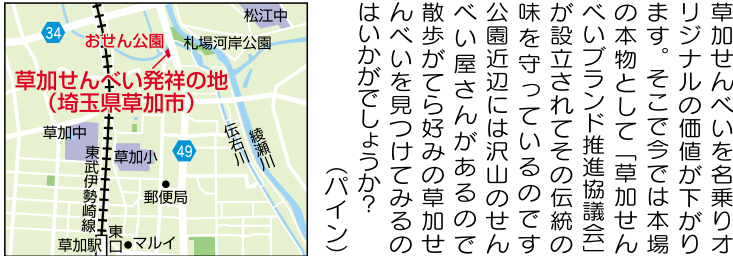 草加せんべいを名乗りオ
リジナルの価値が下がり
ます。そこで今では本場
の本物として「草加せん
べいブランド推進協議会」
が設立されてその伝統の
味を守っているのです
公園近辺には沢山のせん
べい屋さんがあるので
散歩がてら好みの草加せ
んべいを見つけてみるの
はいかがでしょうか？
（パイン）
松江中
34
おせん公園
札場河岸公園
草加せんべい発祥の地
（埼玉県草加市）
草加中
草加小
49
伝右川
綾瀬川
東武伊勢崎線
郵便局
草加駅
東口
マルイ